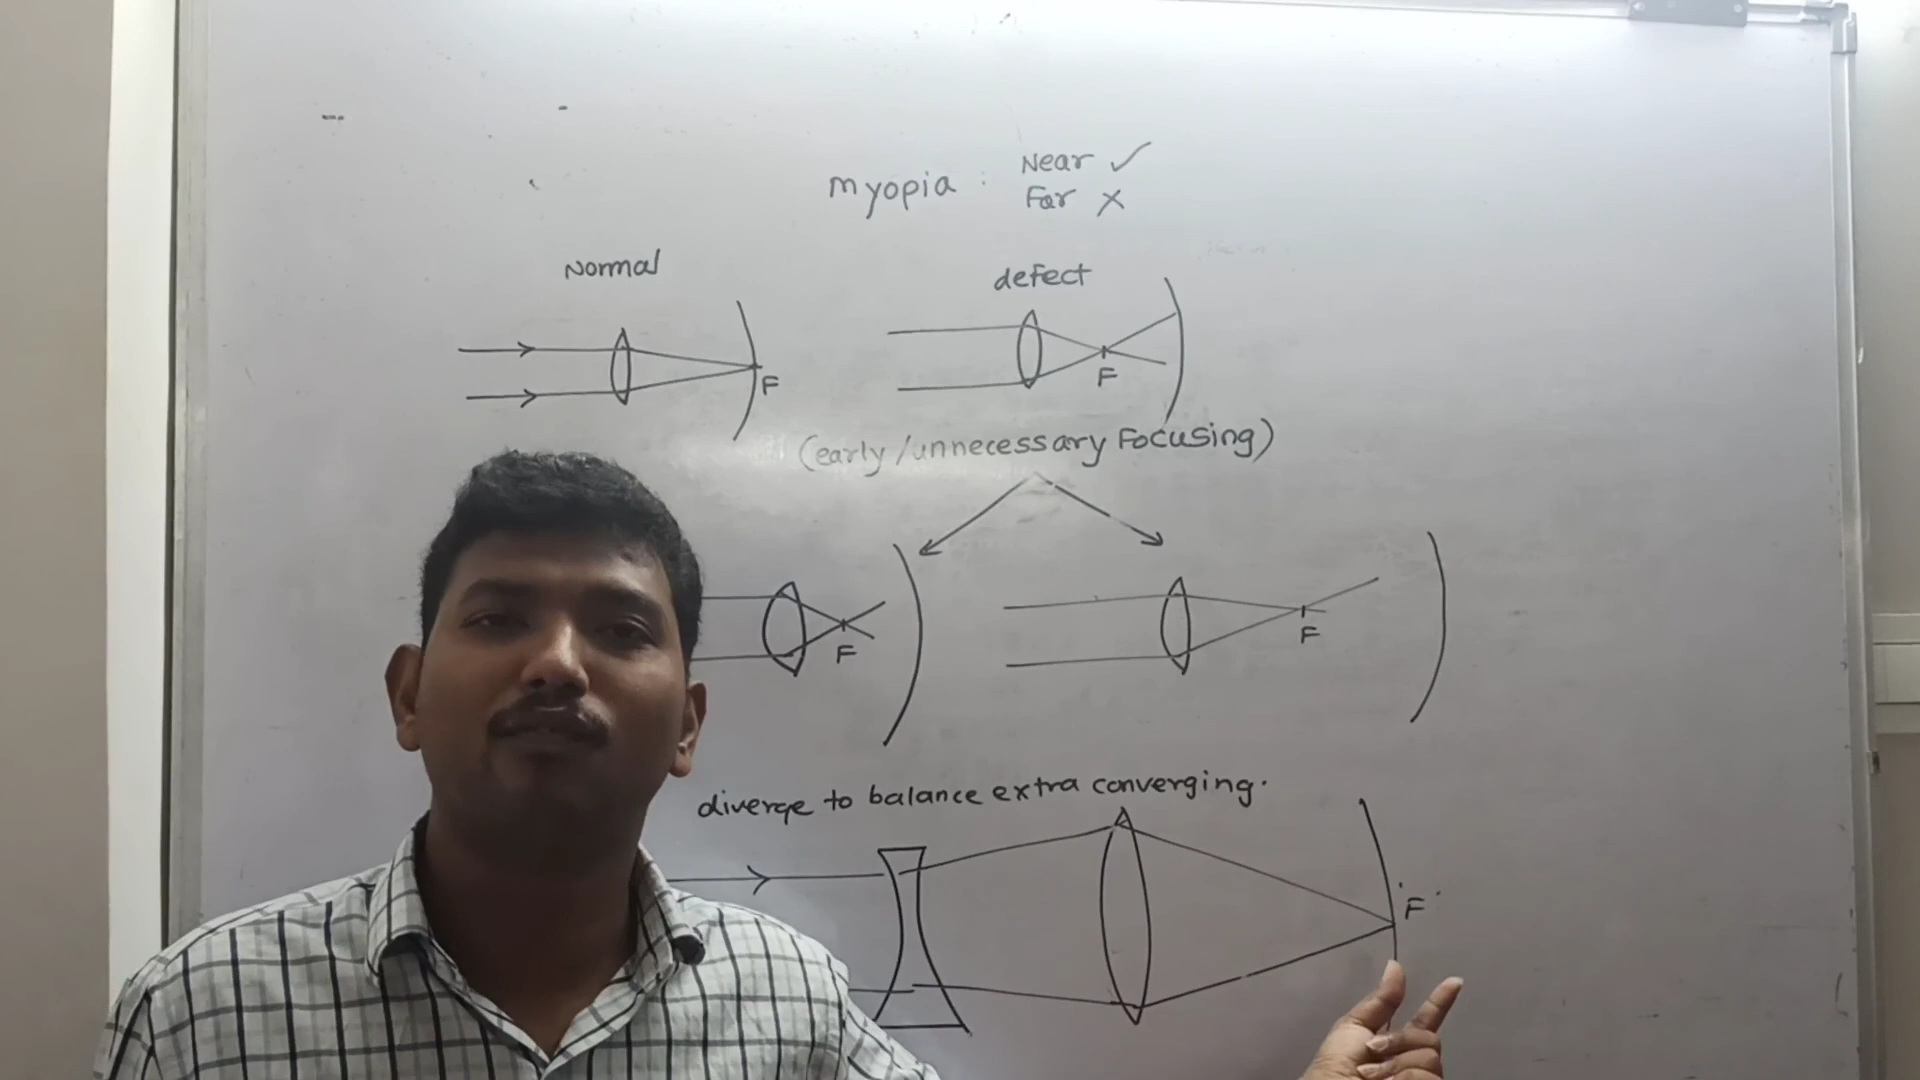 myopia : Near ✓
Far ×
Normal
defect
F
F
(early/unnecessary Focusing)
F
F
diverge to balance extra converging.
F